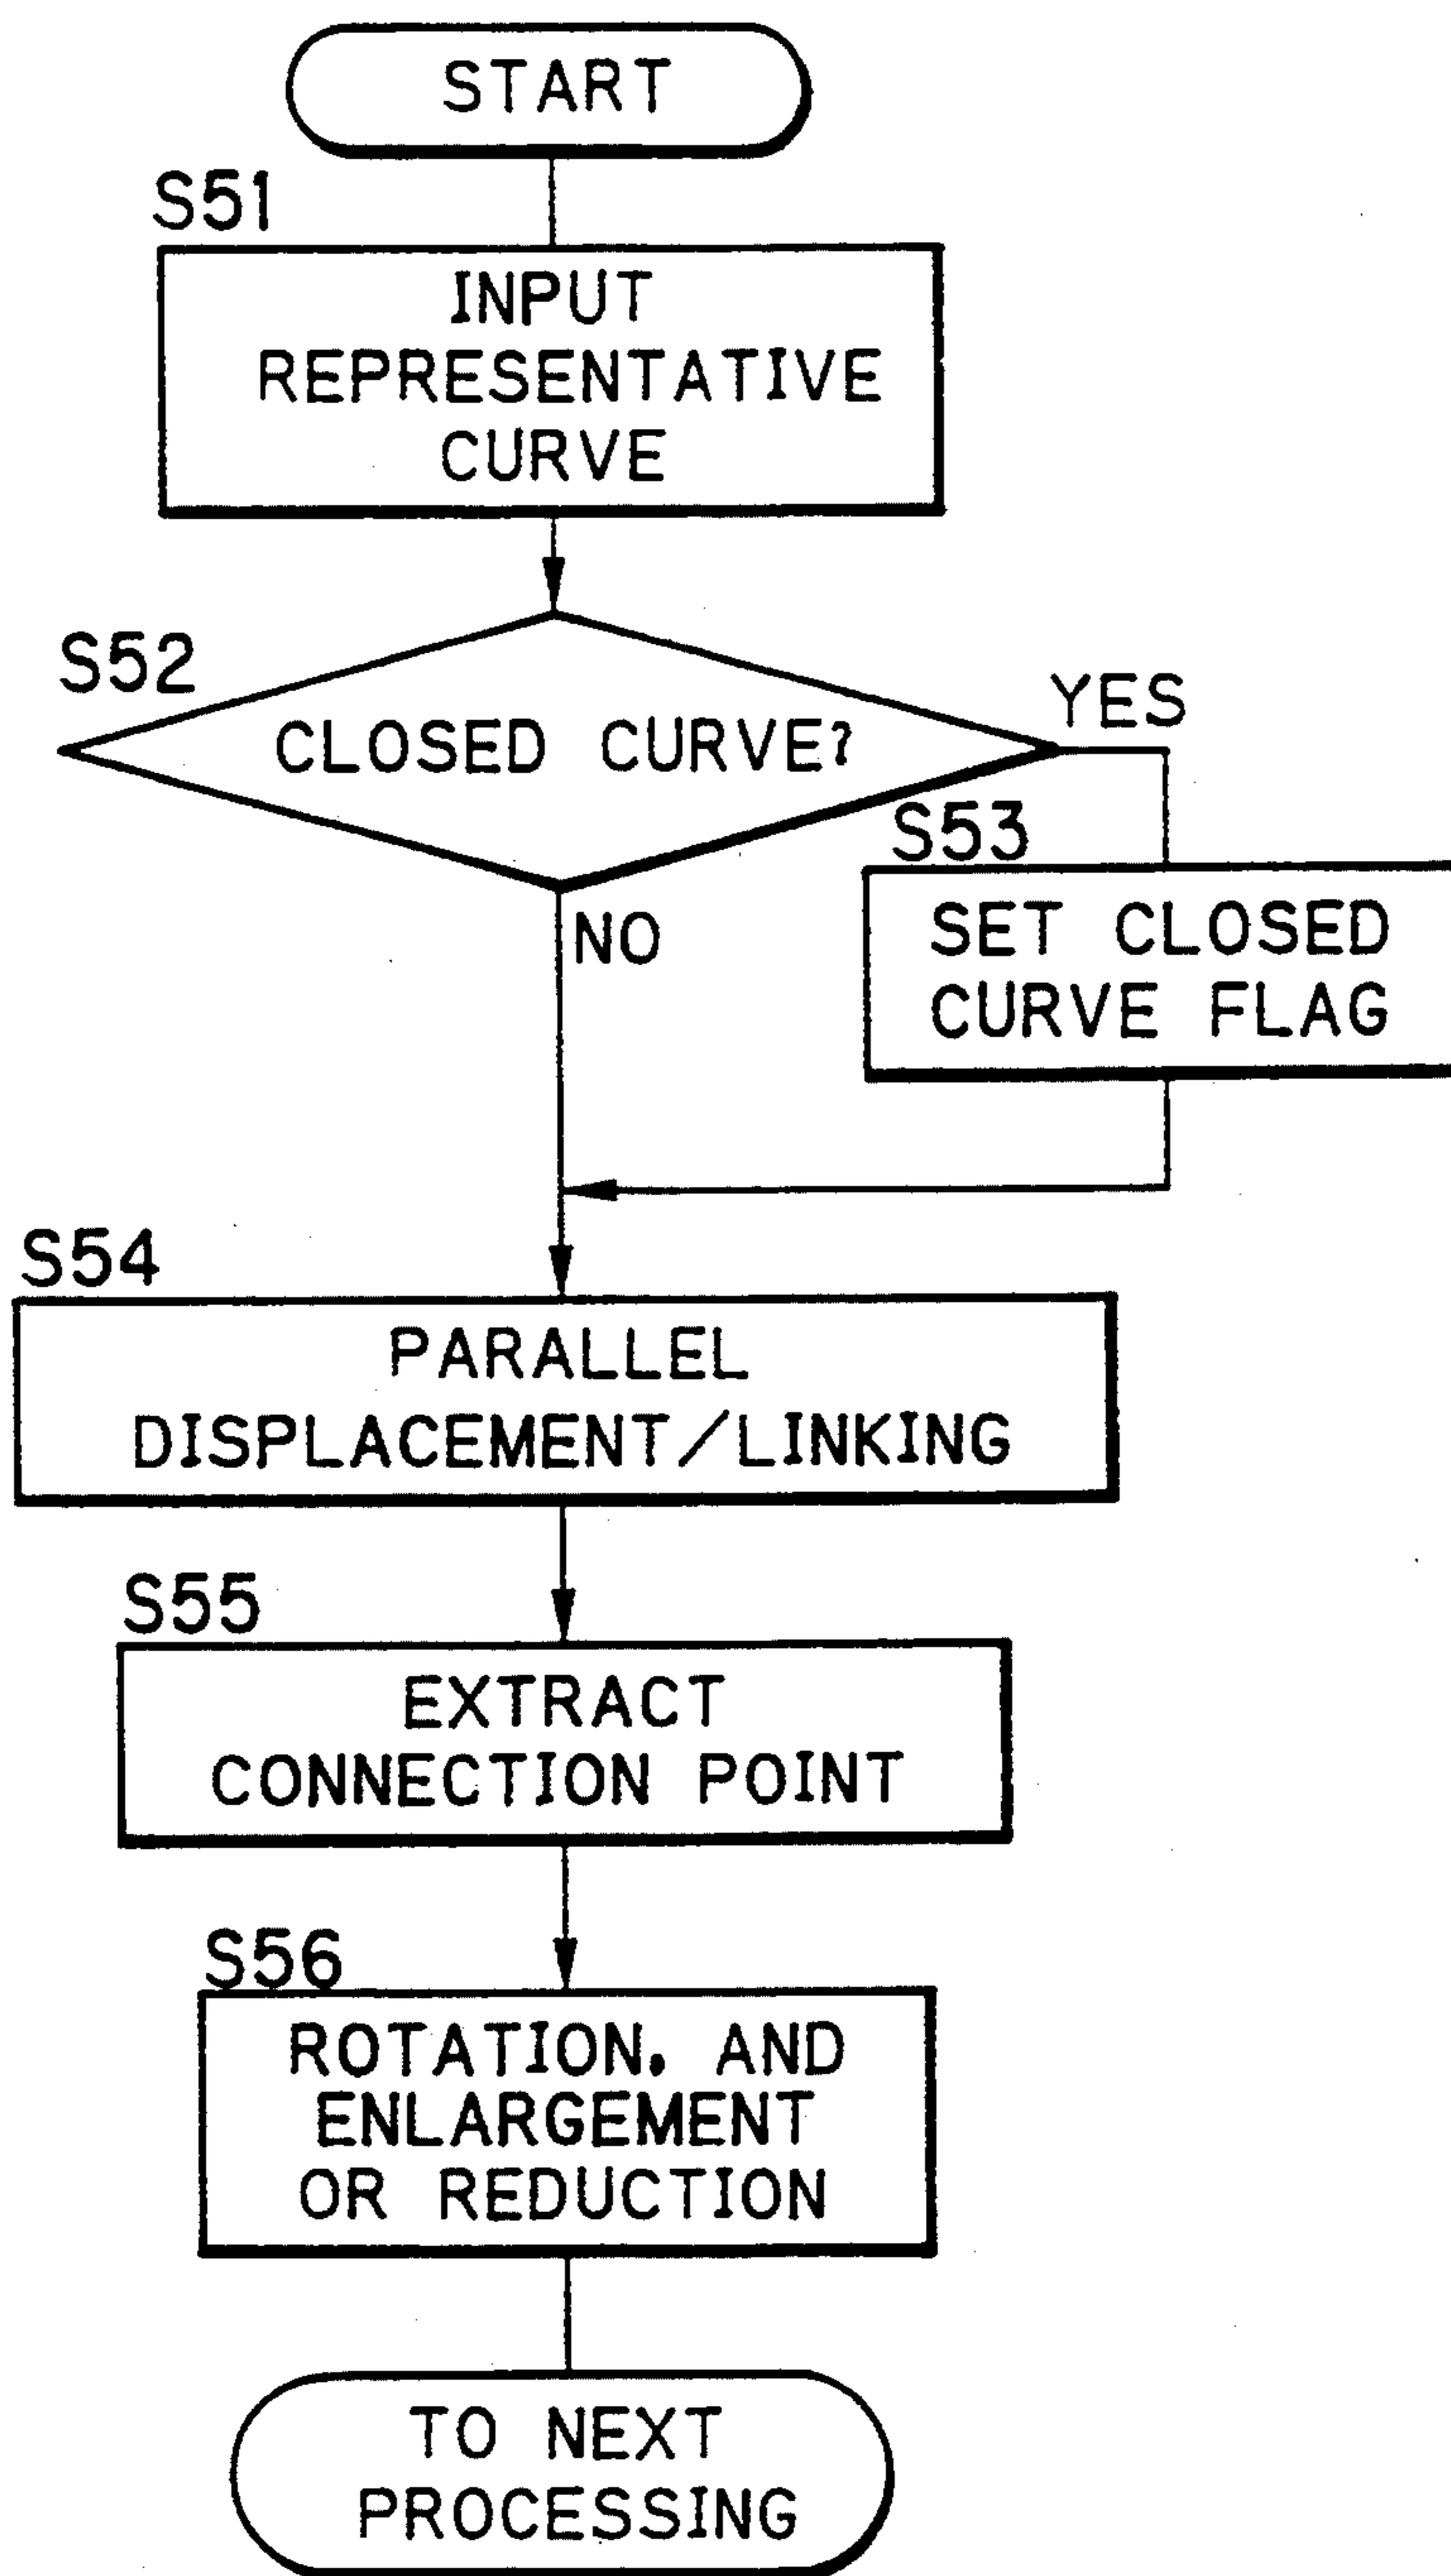 START
S51
INPUT
REPRESENTATIVE
CURVE
S52
CLOSED CURVE?
YES
NO
S53
SET CLOSED
CURVE FLAG
S54
PARALLEL
DISPLACEMENT/LINKING
S55
EXTRACT
CONNECTION POINT
S56
ROTATION. AND
ENLARGEMENT
OR REDUCTION
TO NEXT
PROCESSING